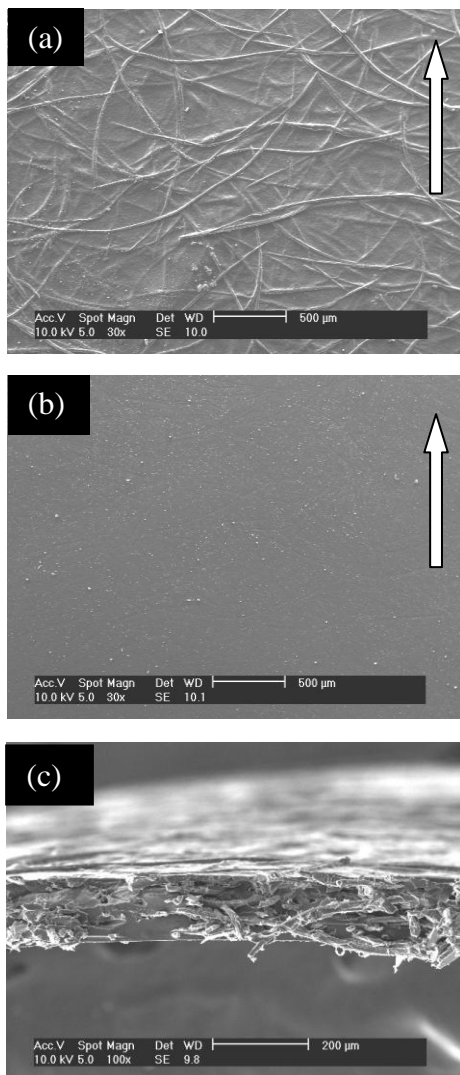 (a)
Acc.V Spot Magn Det WD 500 µm
10.0 kV 5.0 30x SE 10.0
(b)
Acc.V Spot Magn Det WD 500 µm
10.0 kV 5.0 30x SE 10.1
(c)
Acc.V Spot Magn Det WD 200 µm
10.0 kV 5.0 100x SE 9.8